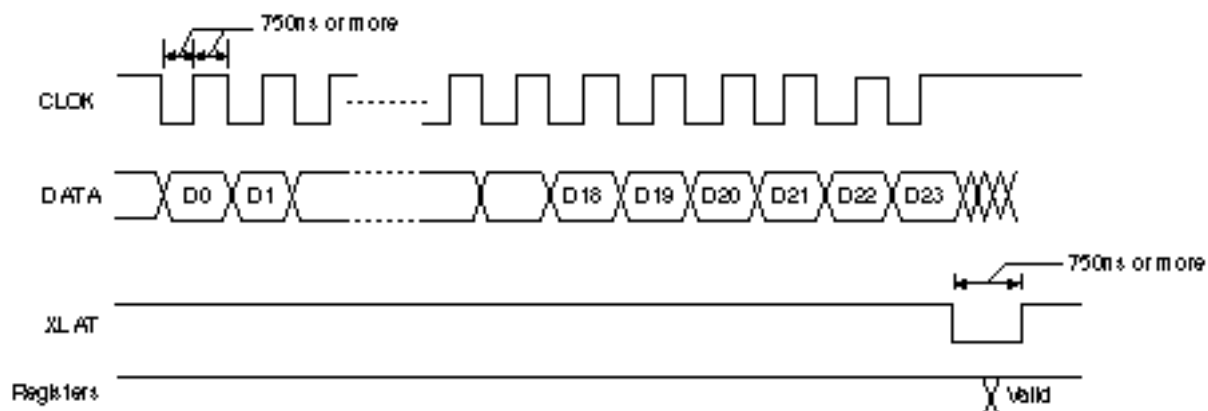 750ns or more
CLOK
DATA D0 D1 D18 D19 D20 D21 D22 D23
750ns or more
XLAT
Registers Valid